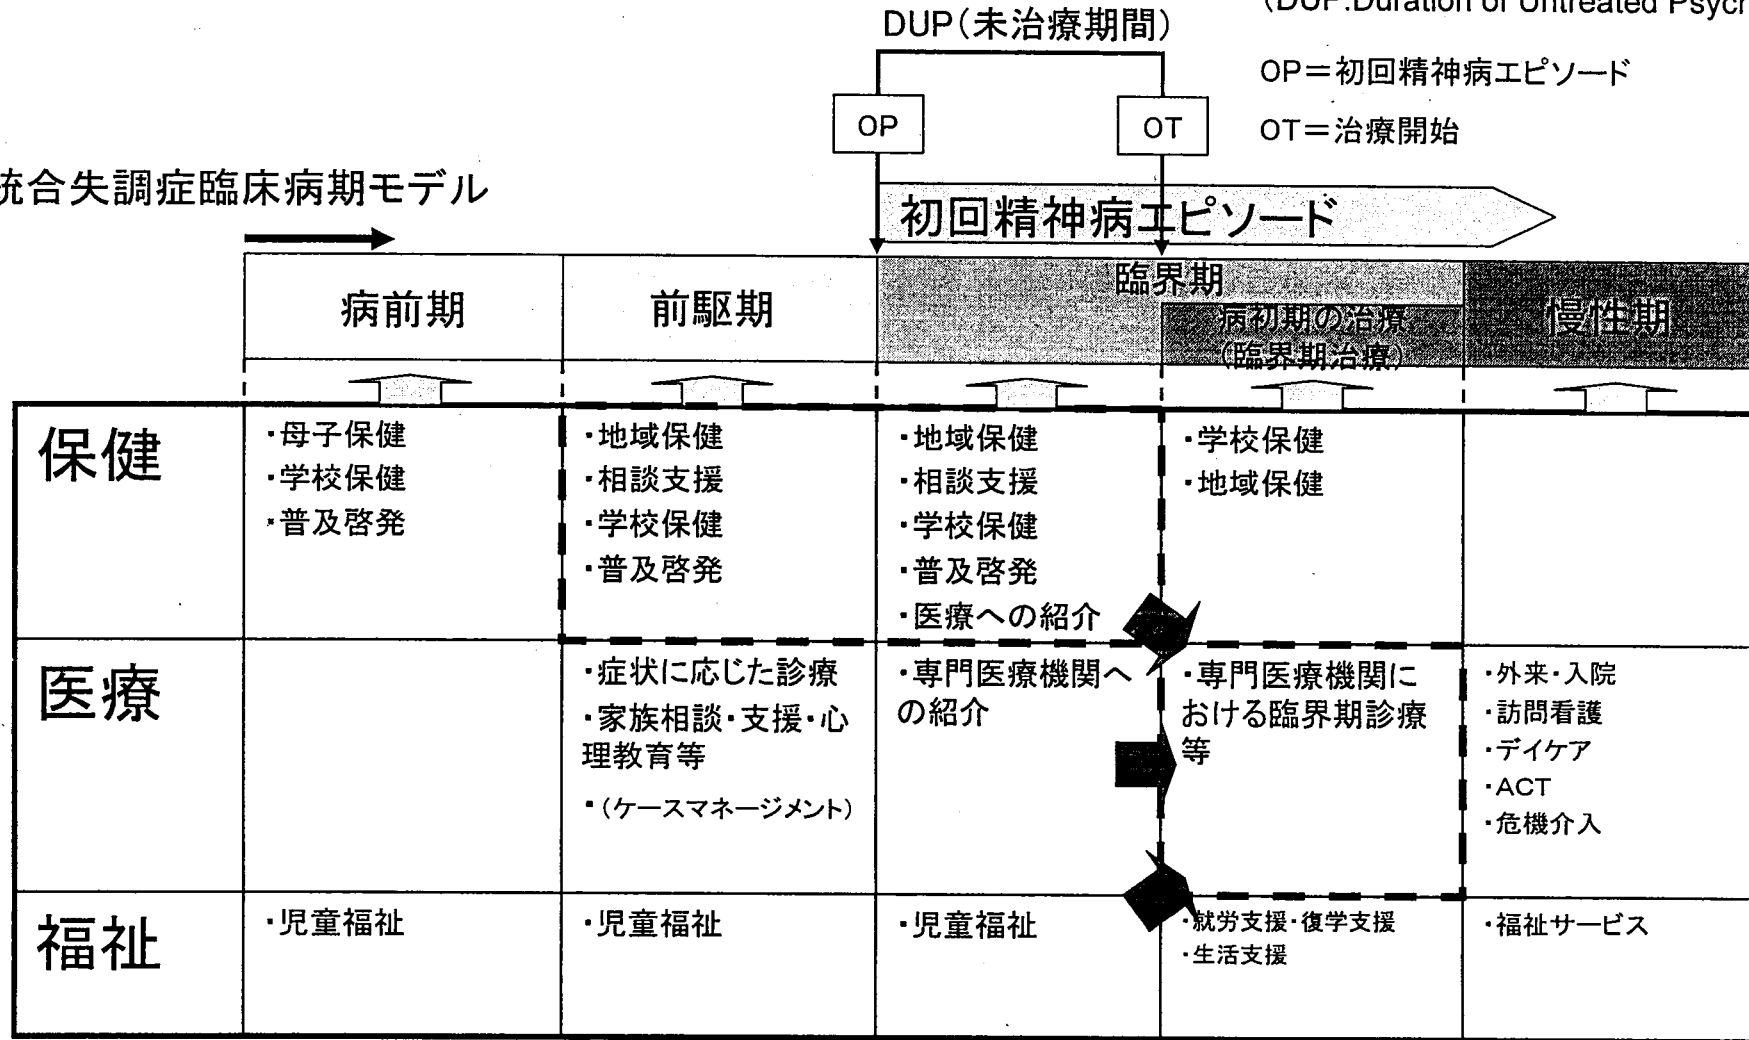 (DUP:Duration of Untreated Psych
DUP(未治療期間)
OP=初回精神病エピソード
OT=治療開始
OP
OT
統合失調症臨床病期モデル
初回精神病エピソード
病前期
前駆期
臨界期
病初期の治療
(臨界期治療)
慢性期
保健
・母子保健
・学校保健
・普及啓発
・地域保健
・相談支援
・学校保健
・普及啓発
・地域保健
・相談支援
・学校保健
・普及啓発
・医療への紹介
・学校保健
・地域保健
医療
・症状に応じた診療
・家族相談・支援・心
理教育等
・(ケースマネージメント)
・専門医療機関へ
の紹介
・専門医療機関に
おける臨界期診療
等
・外来・入院
・訪問看護
・デイケア
・ACT
・危機介入
福祉
・児童福祉
・児童福祉
・児童福祉
・就労支援・復学支援
・生活支援
・福祉サービス